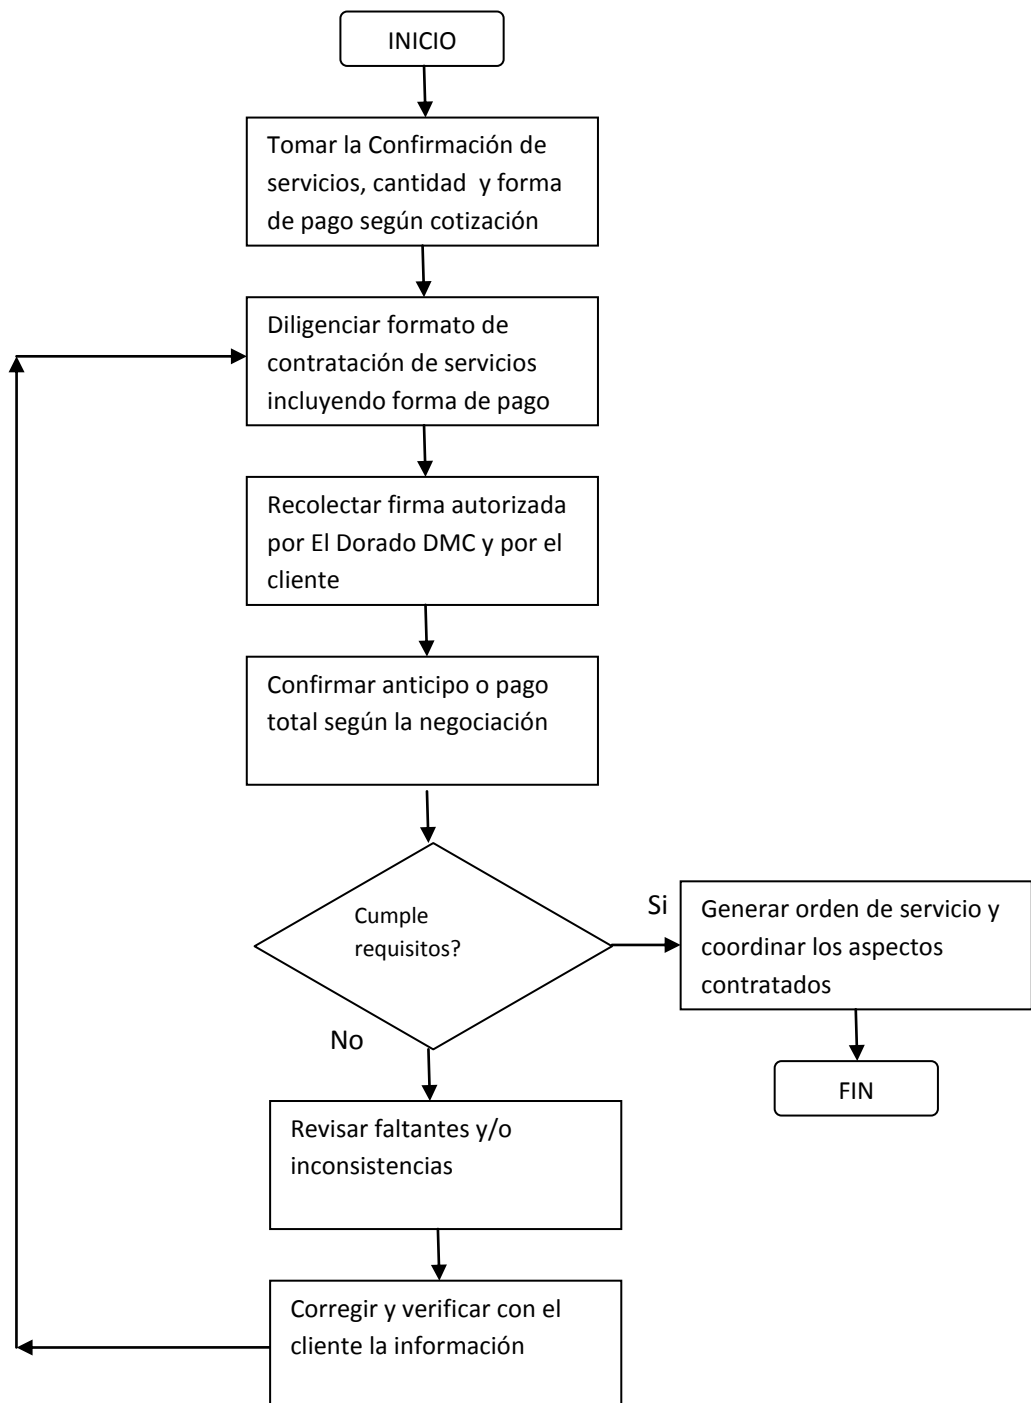 INICIO
Tomar la Confirmación de
servicios, cantidad  y forma
de pago según cotización
Diligenciar formato de
contratación de servicios
incluyendo forma de pago
Recolectar firma autorizada
por El Dorado DMC y por el
cliente
Confirmar anticipo o pago
total según la negociación
Cumple
requisitos?
Si
Generar orden de servicio y
coordinar los aspectos
contratados
No
FIN
Revisar faltantes y/o
inconsistencias
Corregir y verificar con el
cliente la información